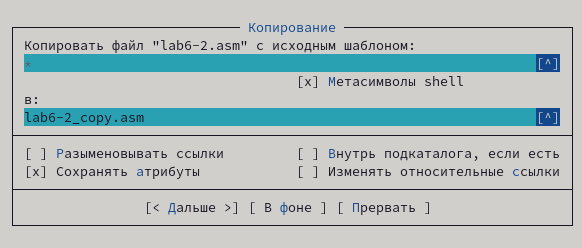 Копирование
Копировать файл "lab6-2.asm" с исходным шаблоном:
* [^]
[x] Метасимволы shell
в:
lab6-2_copy.asm [^]
[ ] Разыменовывать ссылки [ ] Внутрь подкаталога, если есть
[x] Сохранять атрибуты [ ] Изменять относительные ссылки
[< Дальше >] [ В фоне ] [ Прервать ]